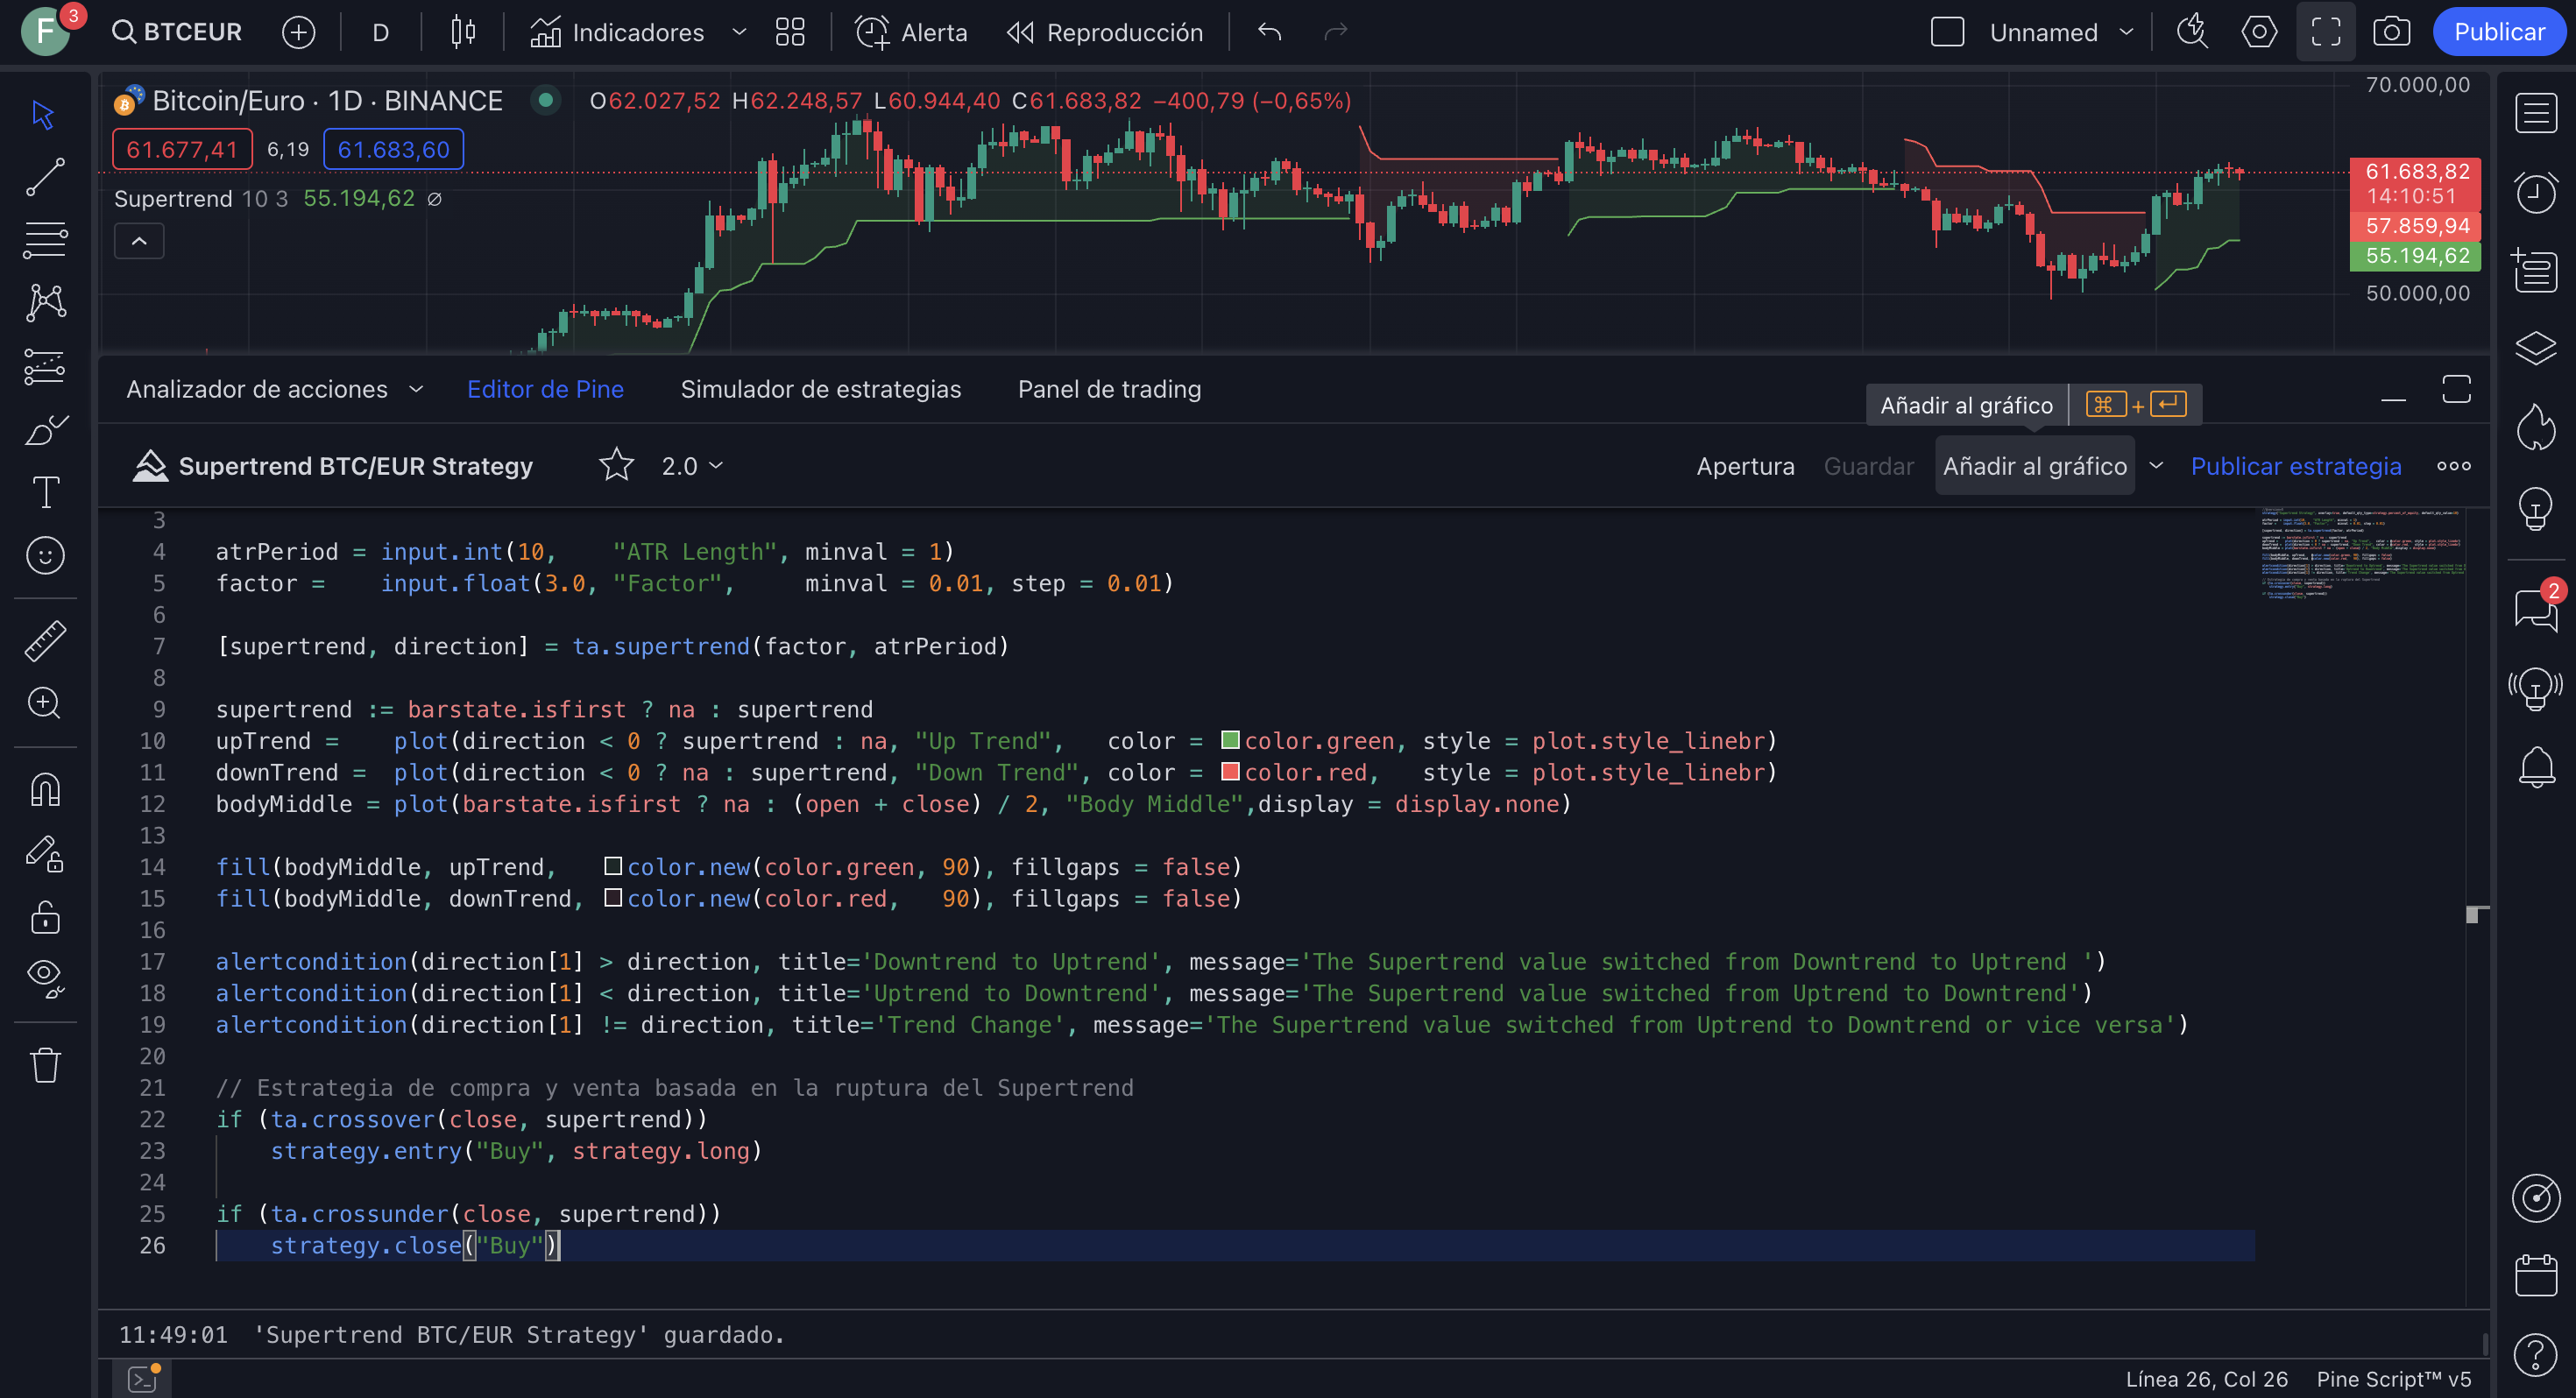 F 3 BTCEUR D Indicadores Alerta Reproducción Unnamed Publicar
Bitcoin/Euro · 1D · BINANCE O62.027,52 H62.248,57 L60.944,40 C61.683,82 −400,79 (−0,65%)
61.677,41 6,19 61.683,60
Supertrend 10 3 55.194,62 ∅
70.000,00
61.683,82
14:10:51
57.859,94
55.194,62
50.000,00
Analizador de acciones Editor de Pine Simulador de estrategias Panel de trading
Añadir al gráfico ⌘ + ↵
Supertrend BTC/EUR Strategy 2.0 Apertura Guardar Añadir al gráfico Publicar estrategia
3
4 atrPeriod = input.int(10,    "ATR Length", minval = 1)
5 factor =    input.float(3.0, "Factor",     minval = 0.01, step = 0.01)
6
7 [supertrend, direction] = ta.supertrend(factor, atrPeriod)
8
9 supertrend := barstate.isfirst ? na : supertrend
10 upTrend =    plot(direction < 0 ? supertrend : na, "Up Trend",   color = color.green, style = plot.style_linebr)
11 downTrend =  plot(direction < 0 ? na : supertrend, "Down Trend", color = color.red,   style = plot.style_linebr)
12 bodyMiddle = plot(barstate.isfirst ? na : (open + close) / 2, "Body Middle",display = display.none)
13
14 fill(bodyMiddle, upTrend,   color.new(color.green, 90), fillgaps = false)
15 fill(bodyMiddle, downTrend, color.new(color.red,   90), fillgaps = false)
16
17 alertcondition(direction[1] > direction, title='Downtrend to Uptrend', message='The Supertrend value switched from Downtrend to Uptrend ')
18 alertcondition(direction[1] < direction, title='Uptrend to Downtrend', message='The Supertrend value switched from Uptrend to Downtrend')
19 alertcondition(direction[1] != direction, title='Trend Change', message='The Supertrend value switched from Uptrend to Downtrend or vice versa')
20
21 // Estrategia de compra y venta basada en la ruptura del Supertrend
22 if (ta.crossover(close, supertrend))
23     strategy.entry("Buy", strategy.long)
24
25 if (ta.crossunder(close, supertrend))
26     strategy.close("Buy")
2
11:49:01 'Supertrend BTC/EUR Strategy' guardado.
Línea 26, Col 26 Pine Script™ v5